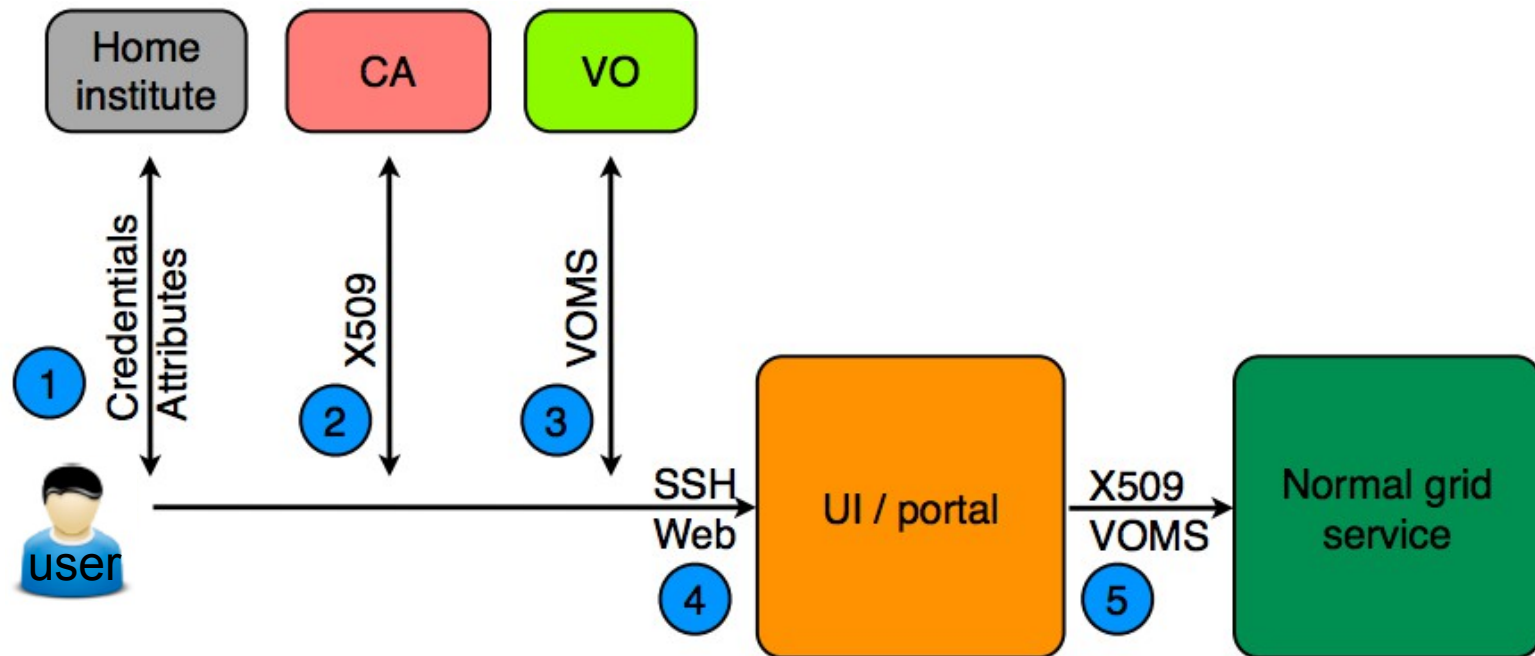 Home
institute
CA
VO
Credentials
Attributes
X509
VOMS
1
2
3
user
SSH
Web
4
UI / portal
X509
VOMS
5
Normal grid
service